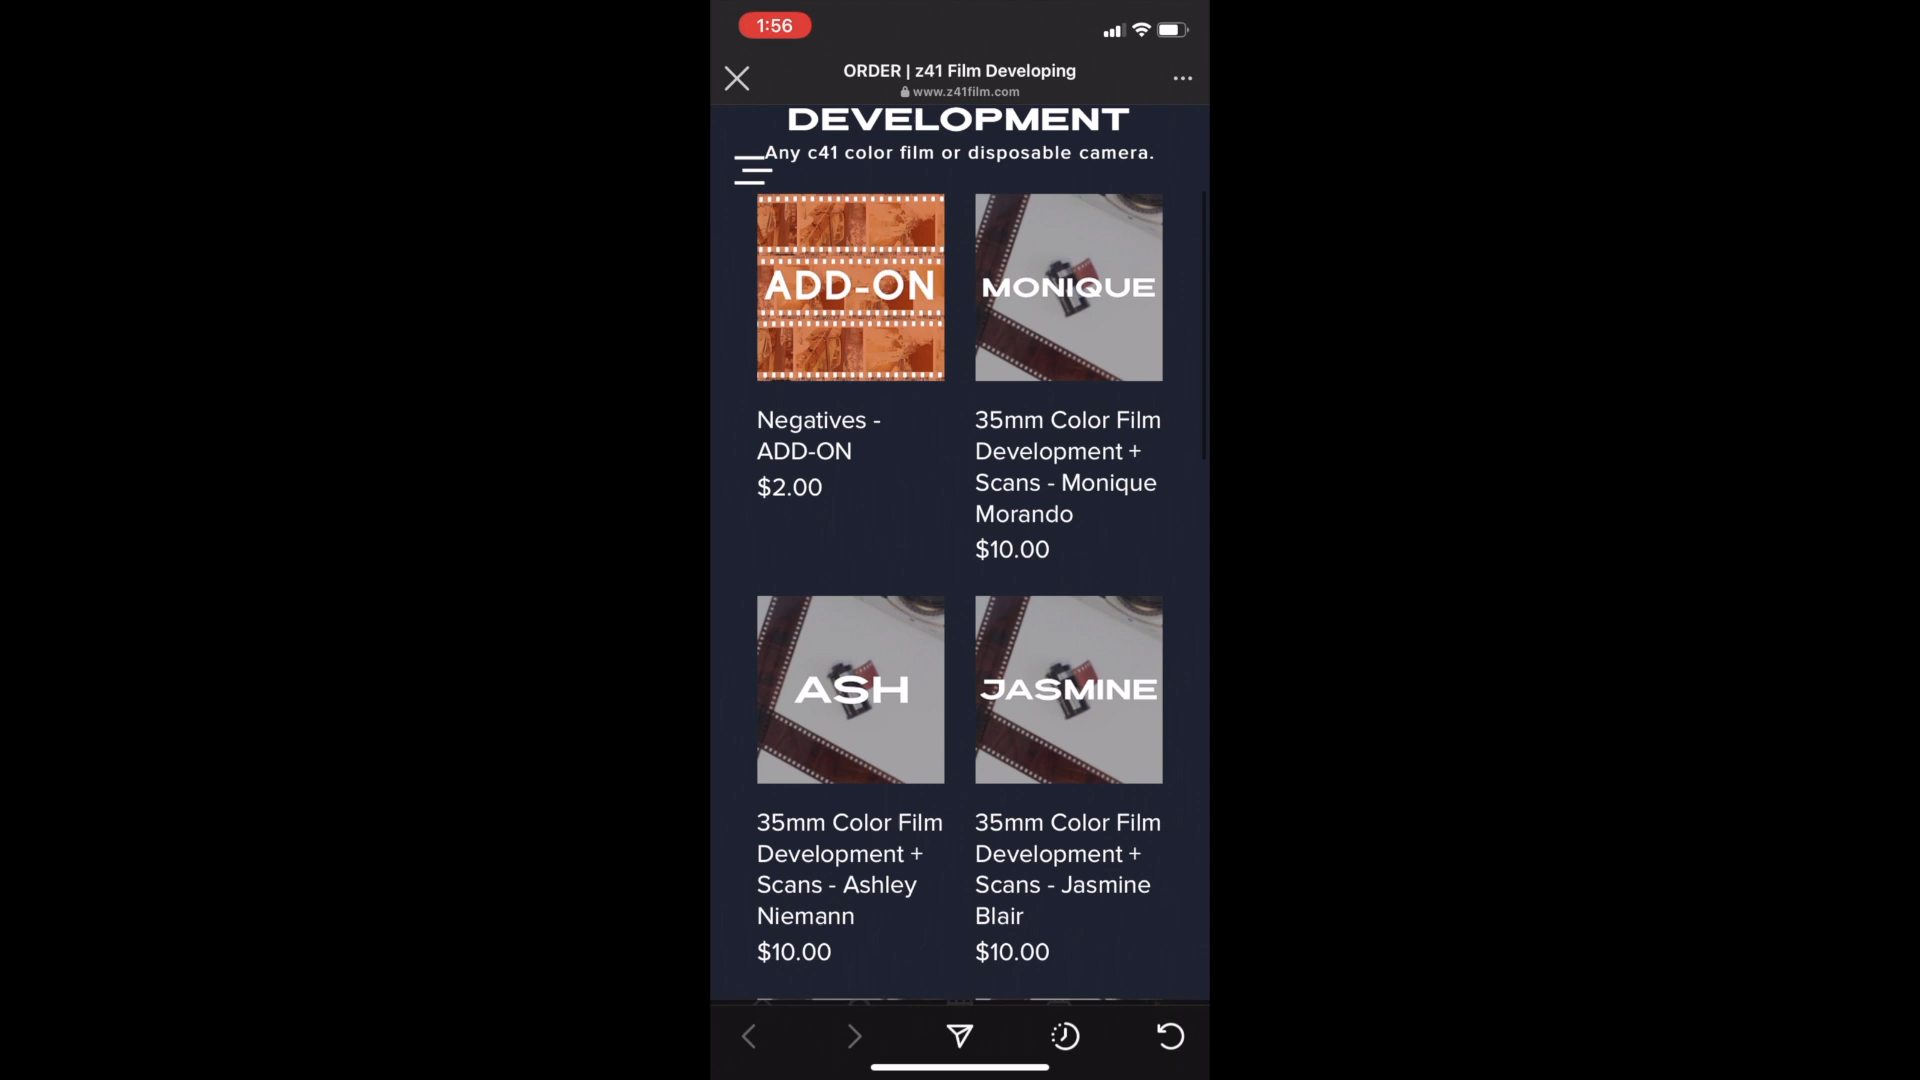 1:56
ORDER | z41 Film Developing
www.z41film.com
DEVELOPMENT
Any c41 color film or disposable camera.
ADD-ON
MONIQUE
Negatives -
ADD-ON
$2.00
35mm Color Film
Development +
Scans - Monique
Morando
$10.00
ASH
JASMINE
35mm Color Film
Development +
Scans - Ashley
Niemann
$10.00
35mm Color Film
Development +
Scans - Jasmine
Blair
$10.00